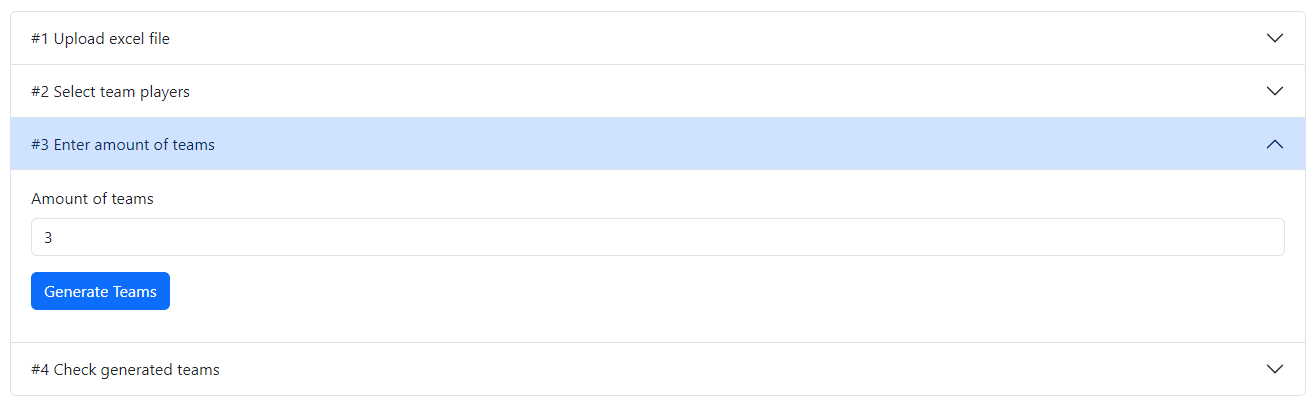 #1 Upload excel file
#2 Select team players
#3 Enter amount of teams
Amount of teams
3
Generate Teams
#4 Check generated teams